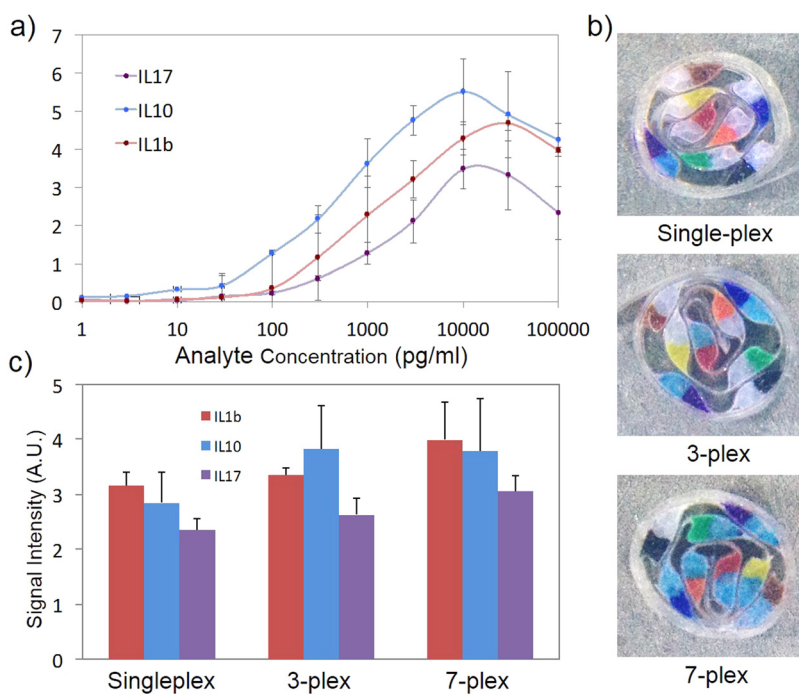 a)
7
6
5
4
3
2
1
0
IL17
IL10
IL1b
1 10 100 1000 10000 100000
Analyte Concentration (pg/ml)
b)
Single-plex
3-plex
7-plex
c)
Signal Intensity (A.U.)
5
4
3
2
1
0
IL1b
IL10
IL17
Singleplex 3-plex 7-plex